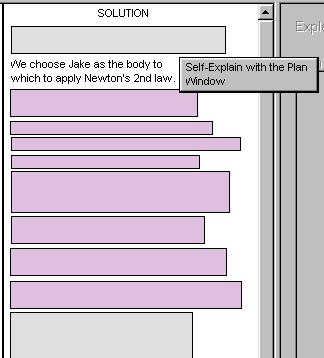 SOLUTION
We choose Jake as the body to
which to apply Newton's 2nd law.
Self-Explain with the Plan
Window